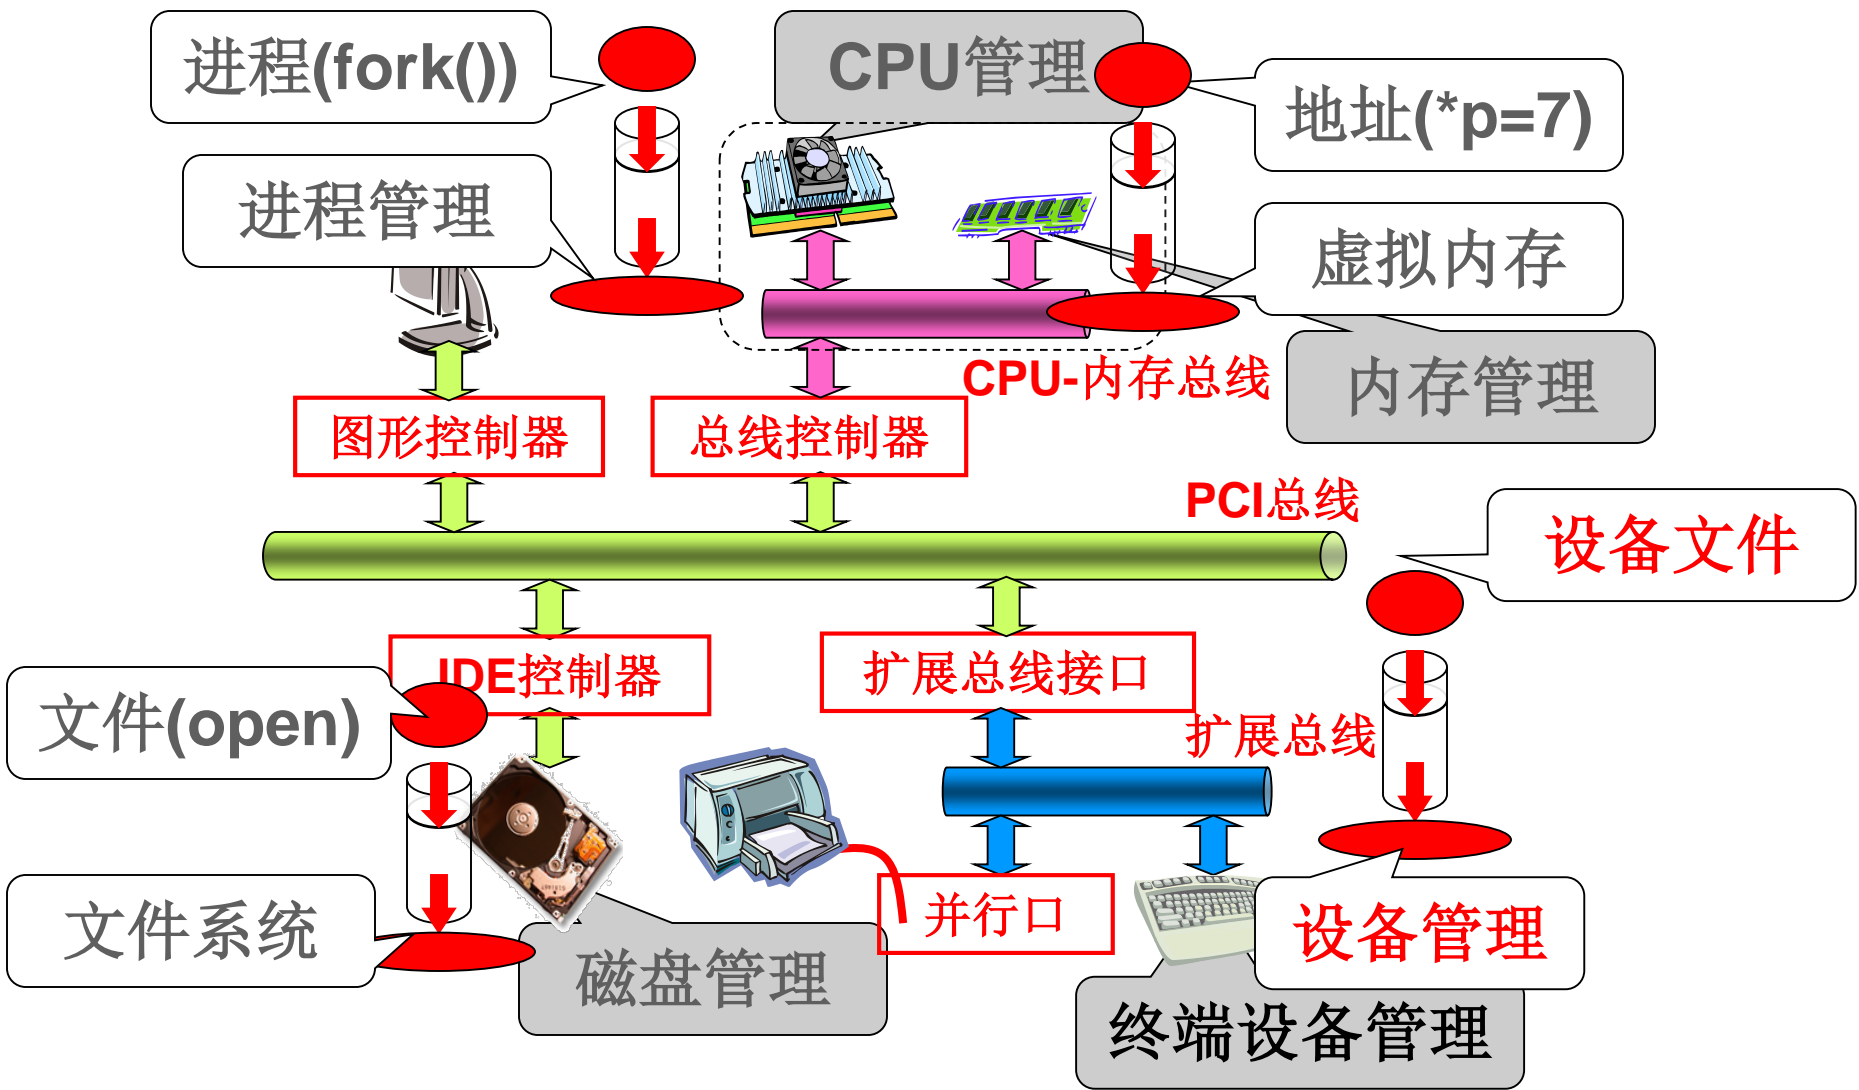 进程(fork())
CPU管理
地址(*p=7)
进程管理
虚拟内存
CPU-内存总线
内存管理
图形控制器
总线控制器
PCI总线
设备文件
IDE控制器
扩展总线接口
文件(open)
扩展总线
文件系统
并行口
设备管理
磁盘管理
终端设备管理